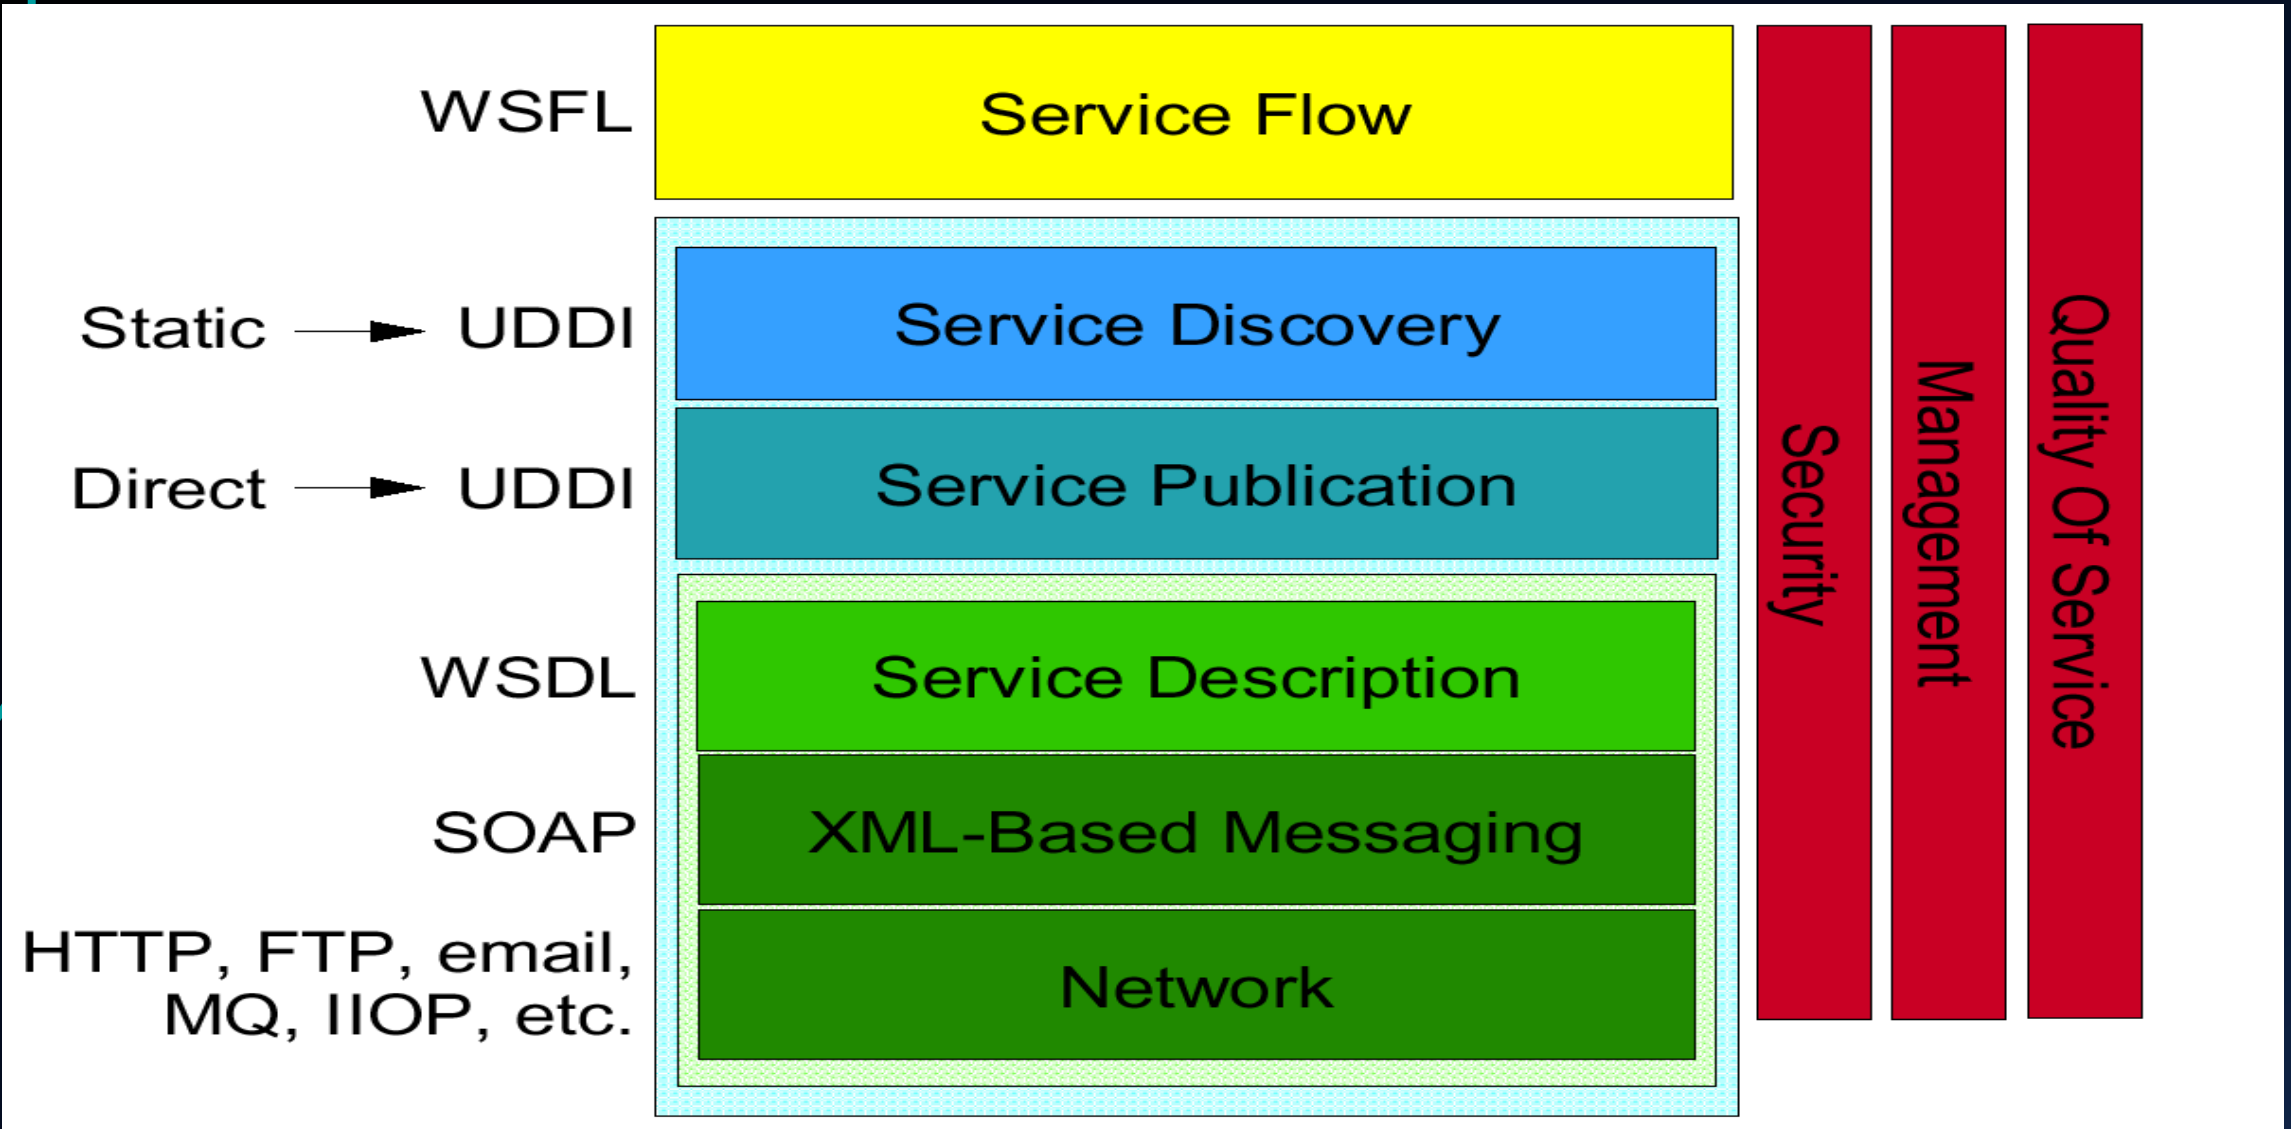 WSFL
Service Flow
Static
UDDI
Service Discovery
Direct
UDDI
Service Publication
WSDL
Service Description
SOAP
XML-Based Messaging
HTTP, FTP, email,
MQ, IIOP, etc.
Network
Security
Management
Quality Of Service